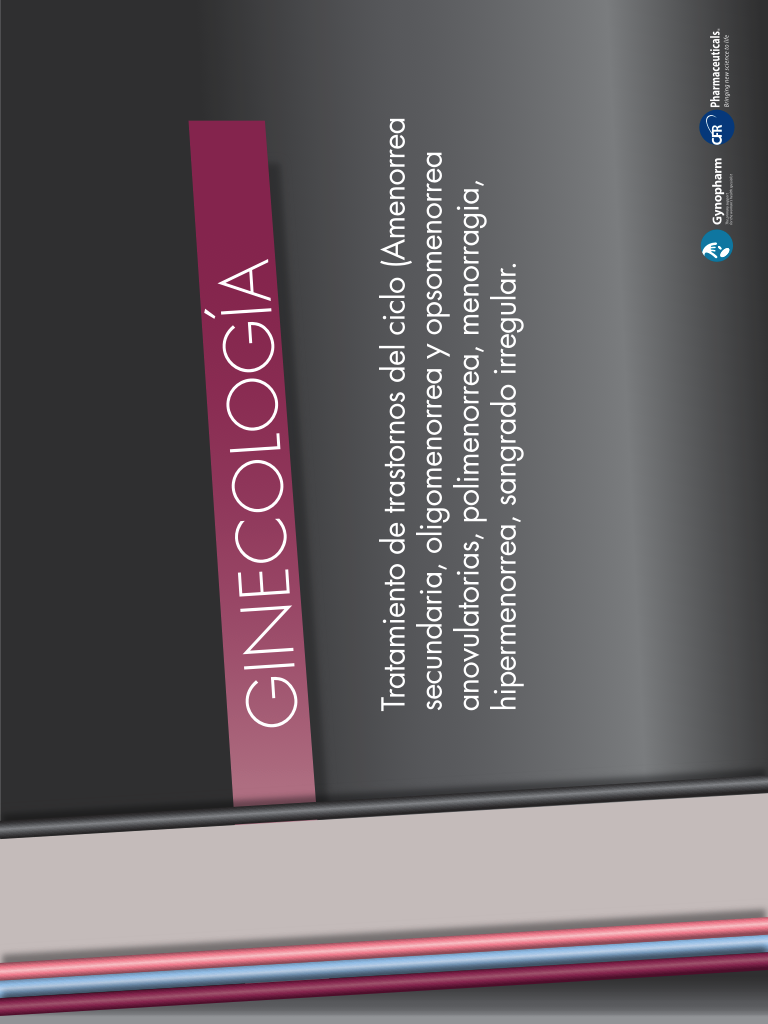 GINECOLOGÍA
Tratamiento de trastornos del ciclo (Amenorrea
secundaria, oligomenorrea y opsomenorrea
anovulatorias, polimenorrea, menorragia,
hipermenorrea, sangrado irregular.
Gynopharm
CFR Pharmaceuticals.
Bringing new science to life